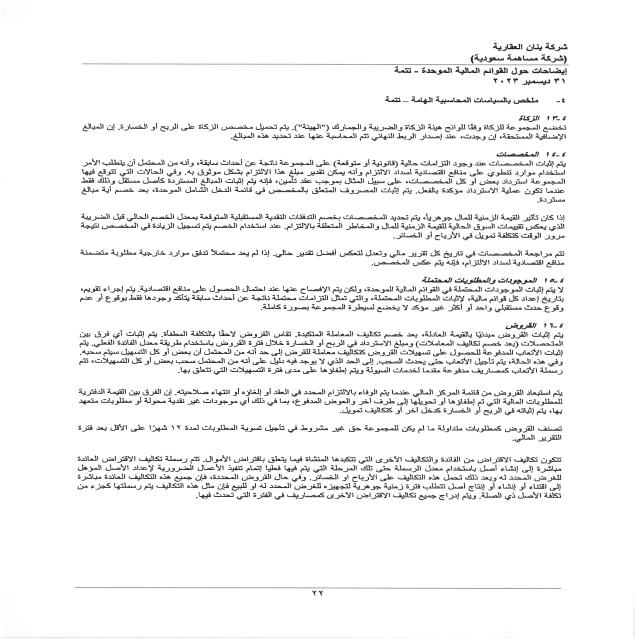 شركة بنان العقارية
(شركة مساهمة سعودية)
إيضاحات حول القوائم المالية الموحدة - تتمة
٣١ ديسمبر ٢٠٢٣
٤- ملخص بالسياسات المحاسبية الهامة – تتمة
٤-١٣ الزكاة
تخضع المجموعة للزكاة وفقًا للوائح هيئة الزكاة والضريبة والجمارك ("الهيئة"). يتم تحميل مخصص الزكاة على الربح أو الخسارة. إن المبالغ
الإضافية المستحقة، إن وجدت، عند إصدار الربط النهائي تتم المحاسبة عنها عند تحديد هذه المبالغ.
٤-١٤ المخصصات
يتم إثبات المخصصات عند وجود التزامات حالية (قانونية أو متوقعة) على المجموعة ناتجة عن أحداث سابقة، وأنه من المحتمل أن يتطلب الأمر
استخدام موارد تنطوي على منافع اقتصادية لسداد الالتزام وأنه يمكن تقدير مبلغ هذا الالتزام بشكل موثوق به. وفي الحالات التي تتوقع فيها
المجموعة استرداد بعض أو كل المخصصات، على سبيل المثال بموجب عقد تأمين، فإنه يتم إثبات المبالغ المستردة كأصل مستقل وذلك فقط
عندما تكون عملية الاسترداد مؤكدة بالفعل. يتم إثبات المصروف المتعلق بالمخصص في قائمة الدخل الشامل الموحدة، بعد خصم أية مبالغ
مستردة.
إذا كان تأثير القيمة الزمنية للمال جوهرياً، يتم تحديد المخصصات بخصم التدفقات النقدية المستقبلية المتوقعة بمعدل الخصم الحالي قبل الضريبة
الذي يعكس تقييمات السوق الحالية للقيمة الزمنية للمال والمخاطر المتعلقة بالالتزام. عند استخدام الخصم يتم تسجيل الزيادة في المخصص نتيجة
مرور الوقت كتكلفة تمويل في الأرباح أو الخسائر.
تتم مراجعة المخصصات في تاريخ كل تقرير مالي وتعدل لتعكس أفضل تقدير حالي. إذا لم يعد محتملاً تدفق موارد خارجية مطلوبة متضمنة
منافع اقتصادية لسداد الالتزام، فإنه يتم عكس المخصص.
٤-١٥ الموجودات والمطلوبات المحتملة
لا يتم إثبات الموجودات المحتملة في القوائم المالية الموحدة، ولكن يتم الإفصاح عنها عند احتمال الحصول على منافع اقتصادية. يتم إجراء تقويم،
بتاريخ إعداد كل قوائم مالية، لإثبات المطلوبات المحتملة، والتي تمثل التزامات محتملة ناتجة عن أحداث سابقة يتأكد وجودها فقط بوقوع أو عدم
وقوع حدث مستقبلي واحد أو أكثر غير مؤكد لا يخضع لسيطرة المجموعة بصورة كاملة.
٤-١٦ القروض
يتم إثبات القروض مبدئيًا بالقيمة العادلة، بعد خصم تكاليف المعاملة المتكبدة. تقاس القروض لاحقًا بالتكلفة المطفأة. يتم إثبات أي فرق بين
المتحصلات (بعد خصم تكاليف المعاملات) ومبلغ الاسترداد في الربح أو الخسارة خلال فترة القروض باستخدام طريقة معدل الفائدة الفعلي. يتم
إثبات الأتعاب المدفوعة للحصول على تسهيلات القروض كتكاليف معاملة للقرض إلى حد أنه من المحتمل أن بعض أو كل التسهيل سيتم سحبه.
وفي هذه الحالة، يتم تأجيل الأتعاب حتى يحدث السحب. إلى الحد الذي لا يوجد فيه دليل على أنه من المحتمل سحب بعض أو كل التسهيلات، تتم
رسملة الأتعاب كمصاريف مدفوعة مقدما لخدمات السيولة ويتم إطفاؤها على مدى فترة التسهيلات التي تتعلق بها.
يتم استبعاد القروض من قائمة المركز المالي عندما يتم الوفاء بالالتزام المحدد في العقد أو إلغاؤه أو انتهاء صلاحيته. إن الفرق بين القيمة الدفترية
للمطلوبات المالية التي تم إطفاؤها أو تحويلها إلى طرف آخر والعوض المدفوع، بما في ذلك أي موجودات غير نقدية محولة أو مطلوبات متعهد
بها، يتم إثباته في الربح أو الخسارة كدخل آخر أو كتكاليف تمويل.
تصنف القروض كمطلوبات متداولة ما لم يكن للمجموعة حق غير مشروط في تأجيل تسوية المطلوبات لمدة ١٢ شهرًا على الأقل بعد فترة
التقرير المالي.
تتكون تكاليف الاقتراض من الفائدة والتكاليف الأخرى التي تتكبدها المنشأة فيما يتعلق باقتراض الأموال. تتم رسملة تكاليف الاقتراض العائدة
مباشرة إلى إنشاء أصل باستخدام معدل الرسملة حتى تلك المرحلة التي يتم فيها فعليًا إتمام تنفيذ الأعمال الضرورية لإعداد الأصل المؤهل
للغرض المحدد له وبعد ذلك تحمل هذه التكاليف على الأرباح أو الخسائر. وفي حال القروض المحددة، فإن جميع هذه التكاليف العائدة مباشرة
إلى اقتناء أو إنشاء أو إنتاج أصل تتطلب فترة زمنية جوهرية لتجهيزه للغرض المحدد له أو للبيع فإن مثل هذه التكاليف يتم رسملتها كجزء من
تكلفة الأصل ذي الصلة. ويتم إدراج جميع تكاليف الاقتراض الأخرى كمصاريف في الفترة التي تحدث فيها.
٢٢